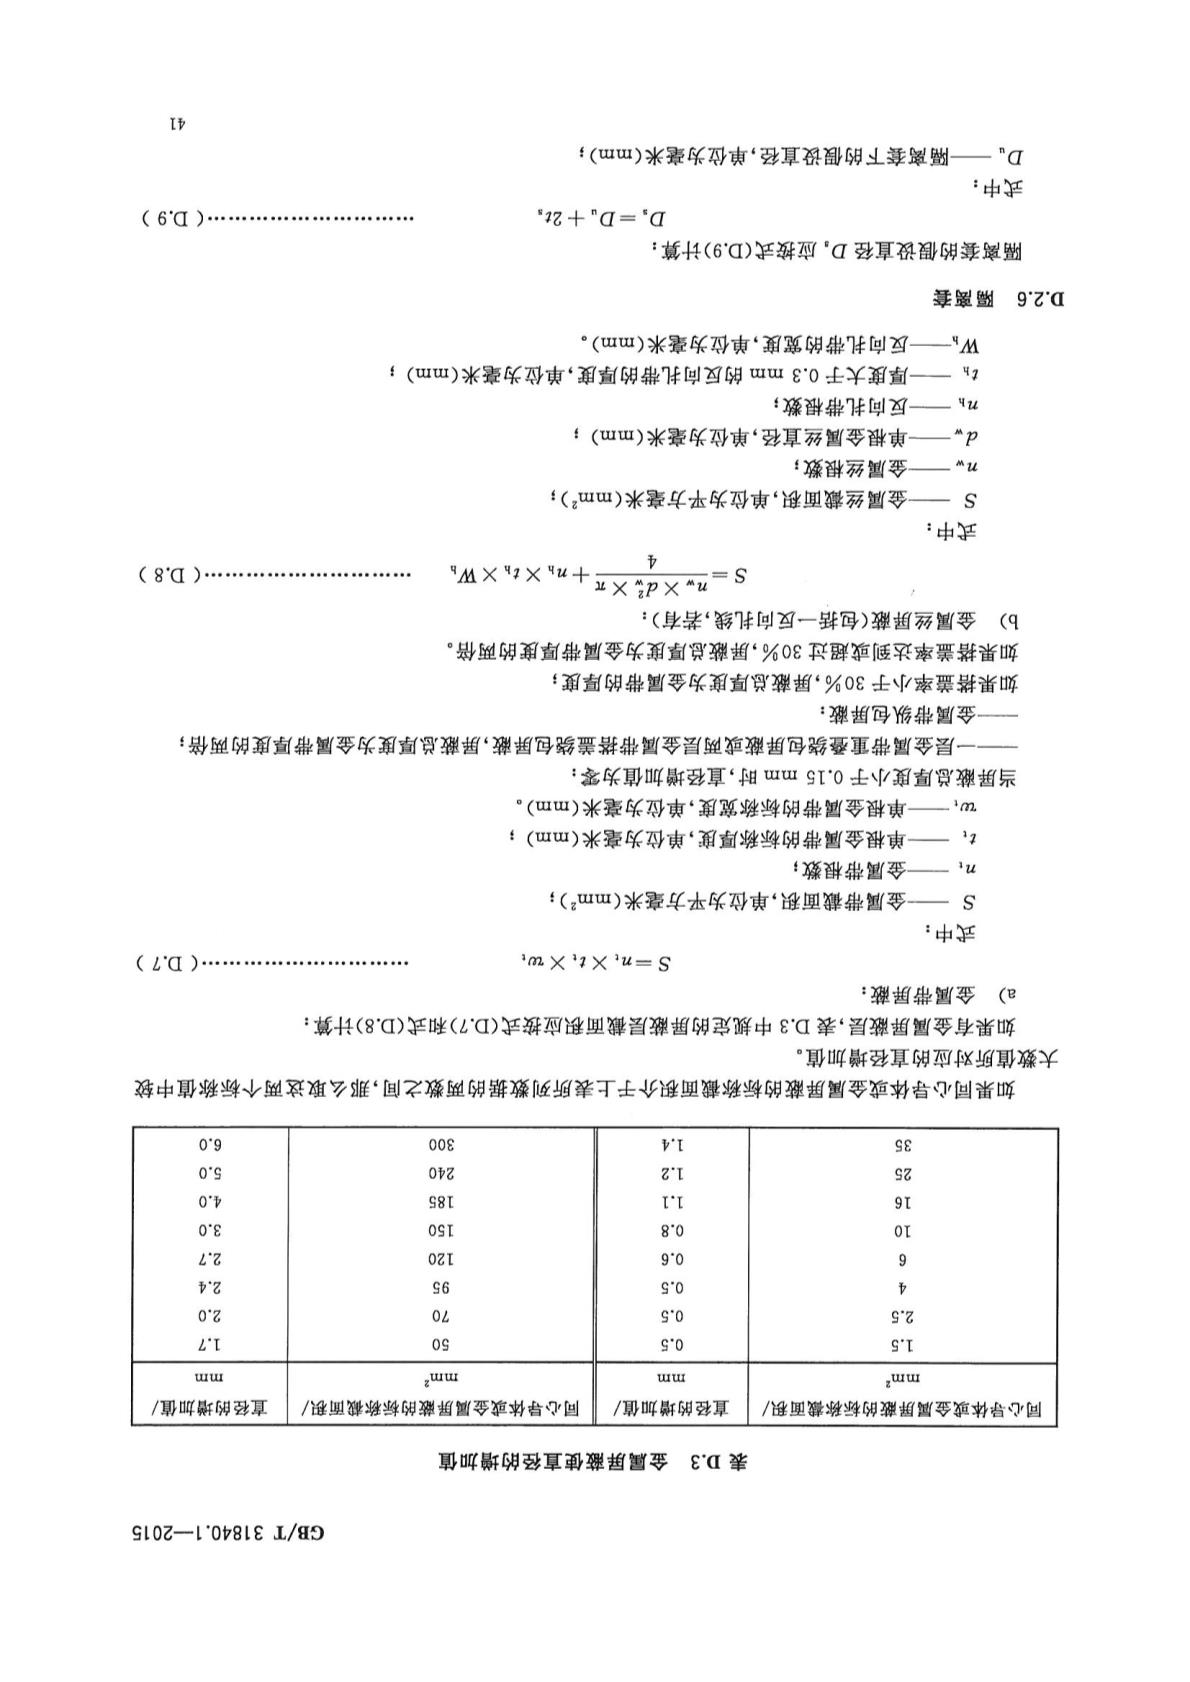 GB/T 31840.1—2015
表 D.3 金属屏蔽使直径的增加值
同心导体或金属屏蔽的标称截面积/ 直径的增加值/ 同心导体或金属屏蔽的标称截面积/ 直径的增加值/
mm² mm mm² mm
1.5 0.5 50 1.7
2.5 0.5 70 2.0
4 0.5 95 2.4
6 0.6 120 2.7
10 0.8 150 3.0
16 1.1 185 4.0
25 1.2 240 5.0
35 1.4 300 6.0
如果同心导体或金属屏蔽的标称截面积介于上表所列数据的两数之间,那么取这两个标称值中较
大数值所对应的直径增加值。
如果有金属屏蔽层,表 D.3 中规定的屏蔽层截面积应按式(D.7)和式(D.8)计算:
a) 金属带屏蔽:
S=nₜ×tₜ×wₜ …………………………( D.7 )
式中:
S ——金属带截面积,单位为平方毫米(mm²);
nₜ ——金属带根数;
tₜ ——单根金属带的标称厚度,单位为毫米(mm);
wₜ ——单根金属带的标称宽度,单位为毫米(mm)。
当屏蔽总厚度小于 0.15 mm 时,直径增加值为零:
——一层金属带重叠绕包屏蔽或两层金属带搭盖绕包屏蔽,屏蔽总厚度为金属带厚度的两倍;
——金属带纵包屏蔽:
如果搭盖率小于 30%,屏蔽总厚度为金属带的厚度;
如果搭盖率达到或超过 30%,屏蔽总厚度为金属带厚度的两倍。
b) 金属丝屏蔽(包括一反向扎线,若有):
S=\frac{n_w×d_w²×π}{4}+n_h×t_h×W_h …………………………( D.8 )
式中:
S ——金属丝截面积,单位为平方毫米(mm²);
n_w ——金属丝根数;
d_w ——单根金属丝直径,单位为毫米(mm);
n_h ——反向扎带根数;
t_h ——厚度大于 0.3 mm 的反向扎带的厚度,单位为毫米(mm);
W_h ——反向扎带的宽度,单位为毫米(mm)。
D.2.6 隔离套
隔离套的假设直径 Dₛ 应按式(D.9)计算:
Dₛ=Dᵤ+2tₛ …………………………( D.9 )
式中:
Dᵤ ——隔离套下的假设直径,单位为毫米(mm);
41